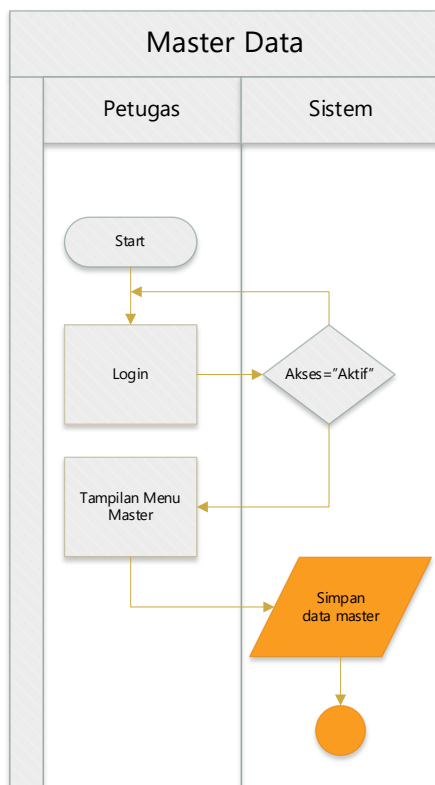 Master Data
Petugas
Sistem
Start
Login
Akses=”Aktif”
Tampilan Menu
Master
Simpan
data master